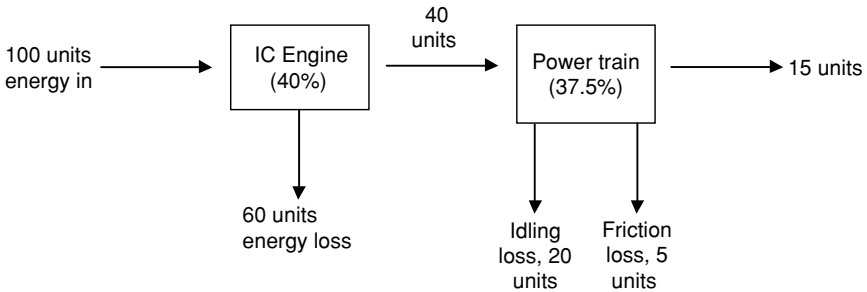 100 units
energy in
IC Engine
(40%)
40
units
Power train
(37.5%)
15 units
60 units
energy loss
Idling
loss, 20
units
Friction
loss, 5
units